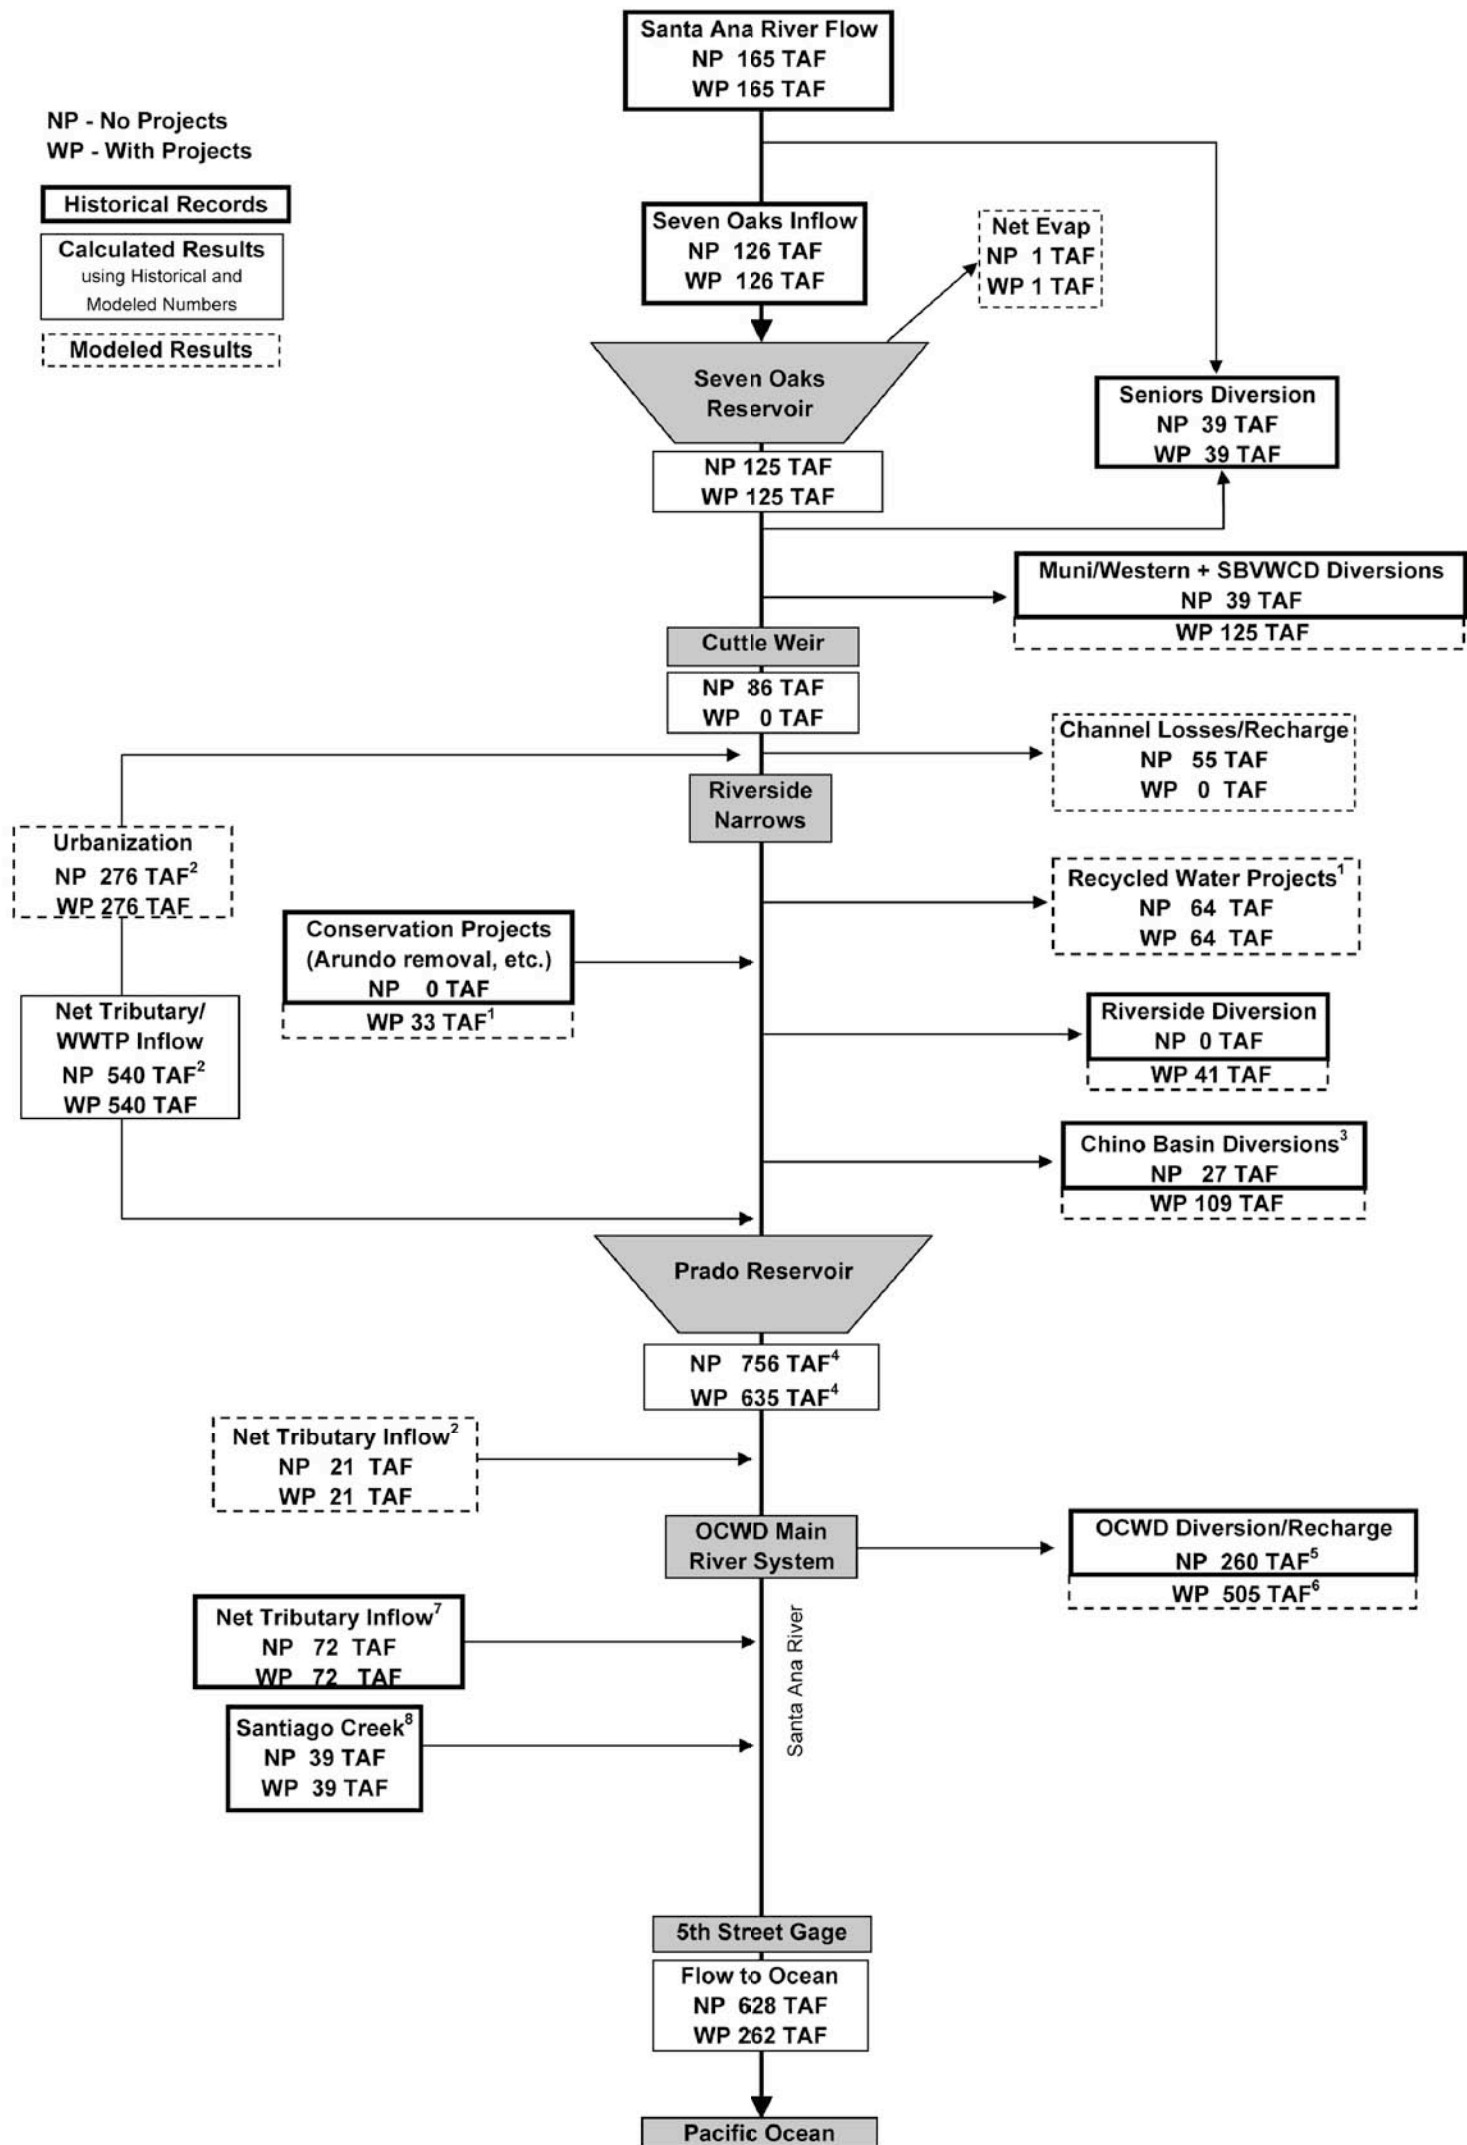 Santa Ana River Flow
NP 165 TAF
WP 165 TAF
NP - No Projects
WP - With Projects
Historical Records
Calculated Results
using Historical and
Modeled Numbers
Modeled Results
Seven Oaks Inflow
NP 126 TAF
WP 126 TAF
Net Evap
NP 1 TAF
WP 1 TAF
Seven Oaks
Reservoir
Seniors Diversion
NP 39 TAF
WP 39 TAF
NP 125 TAF
WP 125 TAF
Muni/Western + SBVWCD Diversions
NP 39 TAF
WP 125 TAF
Cuttle Weir
NP 86 TAF
WP 0 TAF
Channel Losses/Recharge
NP 55 TAF
WP 0 TAF
Riverside
Narrows
Urbanization
NP 276 TAF²
WP 276 TAF
Recycled Water Projects¹
NP 64 TAF
WP 64 TAF
Conservation Projects
(Arundo removal, etc.)
NP 0 TAF
WP 33 TAF¹
Net Tributary/
WWTP Inflow
NP 540 TAF²
WP 540 TAF
Riverside Diversion
NP 0 TAF
WP 41 TAF
Chino Basin Diversions³
NP 27 TAF
WP 109 TAF
Prado Reservoir
NP 756 TAF⁴
WP 635 TAF⁴
Net Tributary Inflow²
NP 21 TAF
WP 21 TAF
OCWD Main
River System
OCWD Diversion/Recharge
NP 260 TAF⁵
WP 505 TAF⁶
Net Tributary Inflow⁷
NP 72 TAF
WP 72 TAF
Santa Ana River
Santiago Creek⁸
NP 39 TAF
WP 39 TAF
5th Street Gage
Flow to Ocean
NP 628 TAF
WP 262 TAF
Pacific Ocean